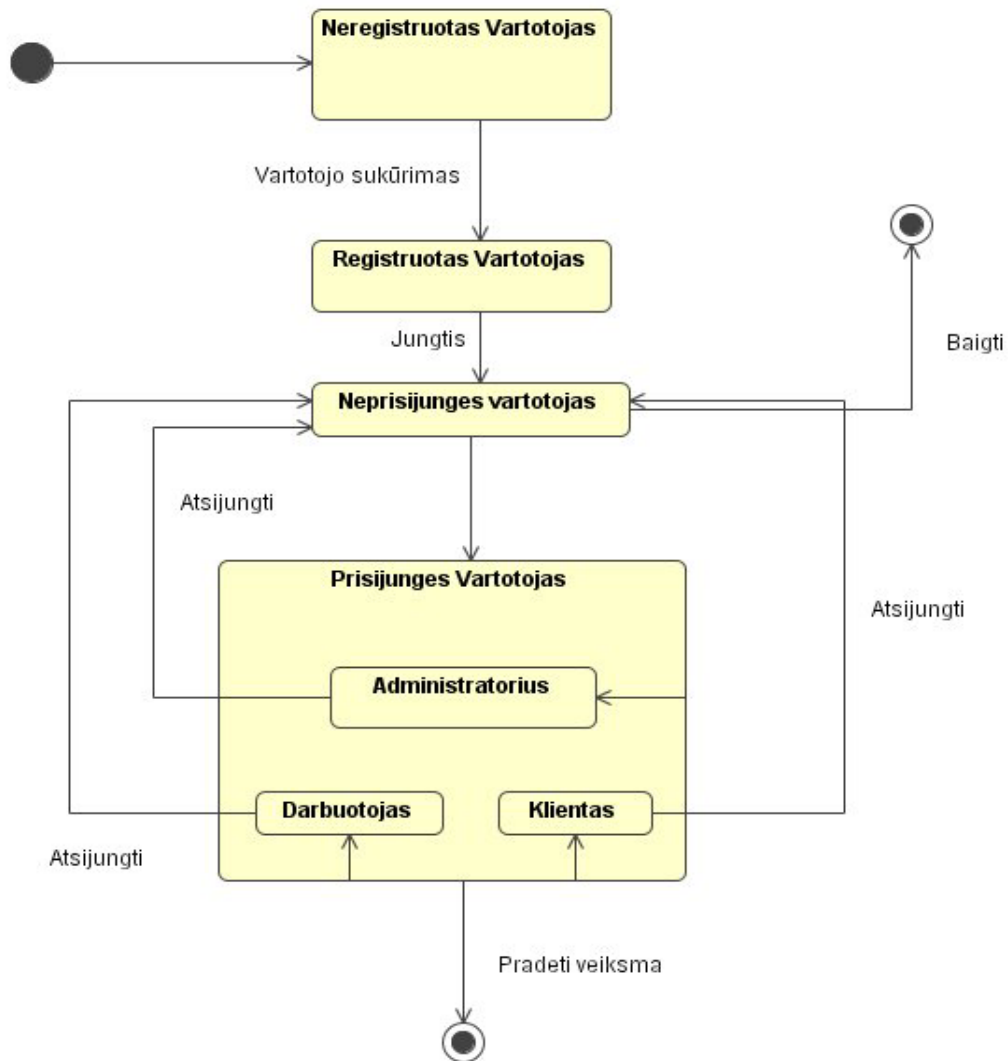 Neregistruotas Vartotojas
Vartotojo sukūrimas
Registruotas Vartotojas
Jungtis
Baigti
Neprisijunges vartotojas
Atsijungti
Prisijunges Vartotojas
Atsijungti
Administratorius
Darbuotojas
Klientas
Atsijungti
Pradeti veiksma